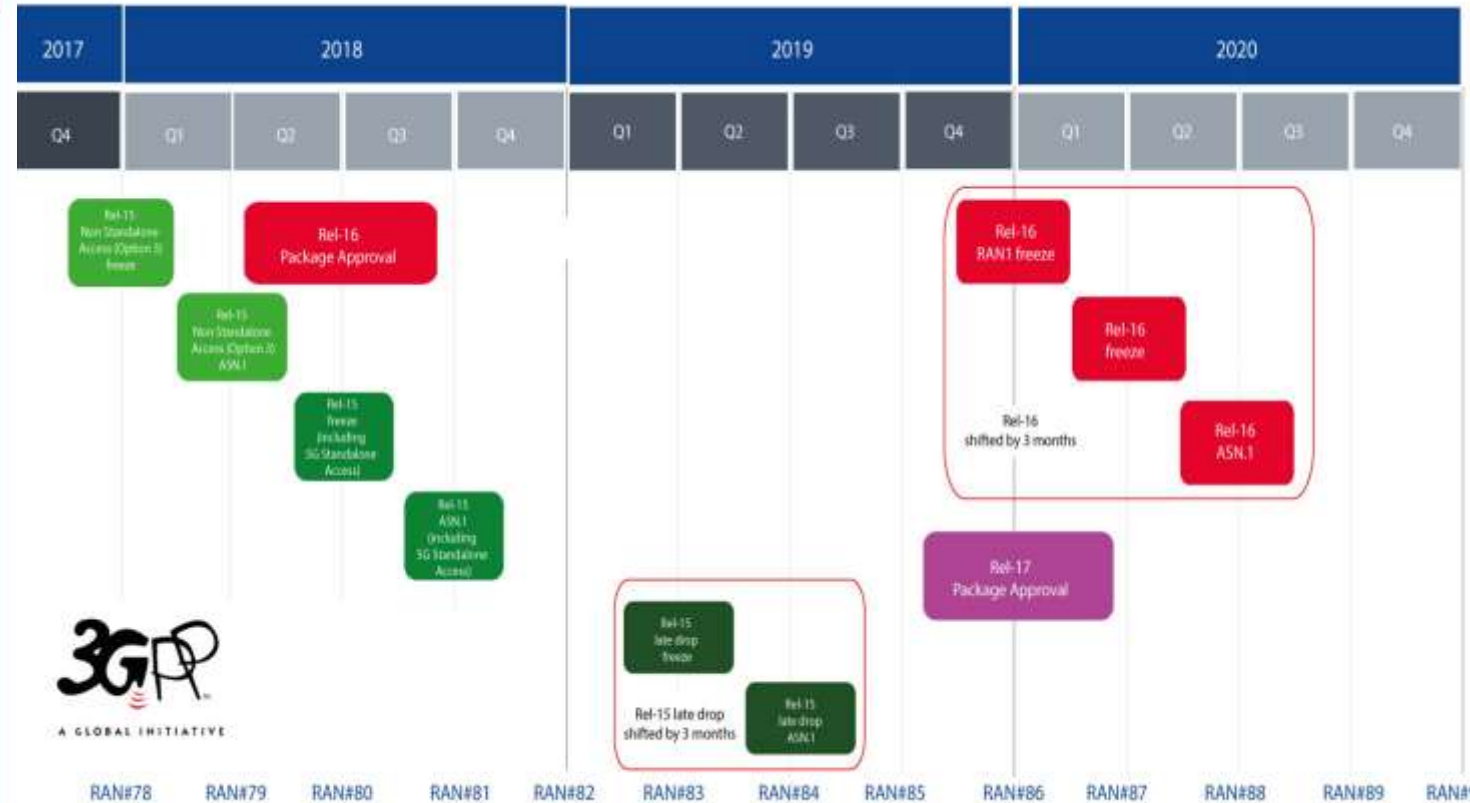 2017
2018
2019
2020
Q4
Q1
Q2
Q3
Q4
Q1
Q2
Q3
Q4
Q1
Q2
Q3
Q4
Rel-15
Non Standalone
Access (Option 3)
freeze
Rel-16
Package Approval
Rel-15
Non Standalone
Access (Option 3)
ASN.1
Rel-15
freeze
(including
5G Standalone
Access)
Rel-15
ASN.1
(including
5G Standalone
Access)
Rel-16
RAN1 freeze
Rel-16
freeze
Rel-16
shifted by 3 months
Rel-16
ASN.1
Rel-17
Package Approval
Rel-15
late drop
freeze
Rel-15 late drop
shifted by 3 months
Rel-15
late drop
ASN.1
3GPP
A GLOBAL INITIATIVE
RAN#78
RAN#79
RAN#80
RAN#81
RAN#82
RAN#83
RAN#84
RAN#85
RAN#86
RAN#87
RAN#88
RAN#89